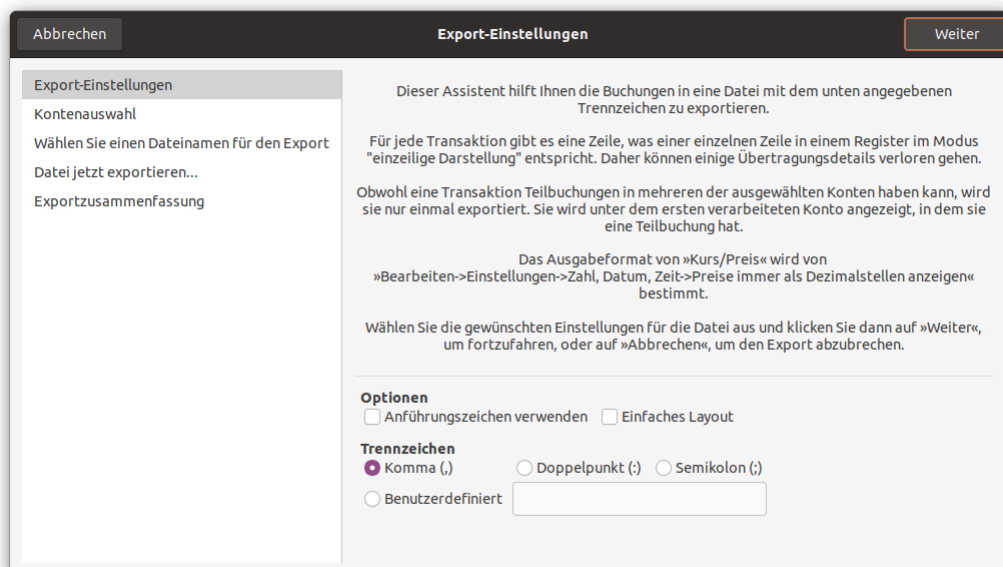 Abbrechen
Export-Einstellungen
Weiter
Export-Einstellungen
Kontenauswahl
Wählen Sie einen Dateinamen für den Export
Datei jetzt exportieren...
Exportzusammenfassung
Dieser Assistent hilft Ihnen die Buchungen in eine Datei mit dem unten angegebenen
Trennzeichen zu exportieren.
Für jede Transaktion gibt es eine Zeile, was einer einzelnen Zeile in einem Register im Modus
"einzeilige Darstellung" entspricht. Daher können einige Übertragungsdetails verloren gehen.
Obwohl eine Transaktion Teilbuchungen in mehreren der ausgewählten Konten haben kann, wird
sie nur einmal exportiert. Sie wird unter dem ersten verarbeiteten Konto angezeigt, in dem sie
eine Teilbuchung hat.
Das Ausgabeformat von »Kurs/Preis« wird von
»Bearbeiten->Einstellungen->Zahl, Datum, Zeit->Preise immer als Dezimalstellen anzeigen«
bestimmt.
Wählen Sie die gewünschten Einstellungen für die Datei aus und klicken Sie dann auf »Weiter«,
um fortzufahren, oder auf »Abbrechen«, um den Export abzubrechen.
Optionen
Anführungszeichen verwenden Einfaches Layout
Trennzeichen
Komma (,) Doppelpunkt (:) Semikolon (;)
Benutzerdefiniert